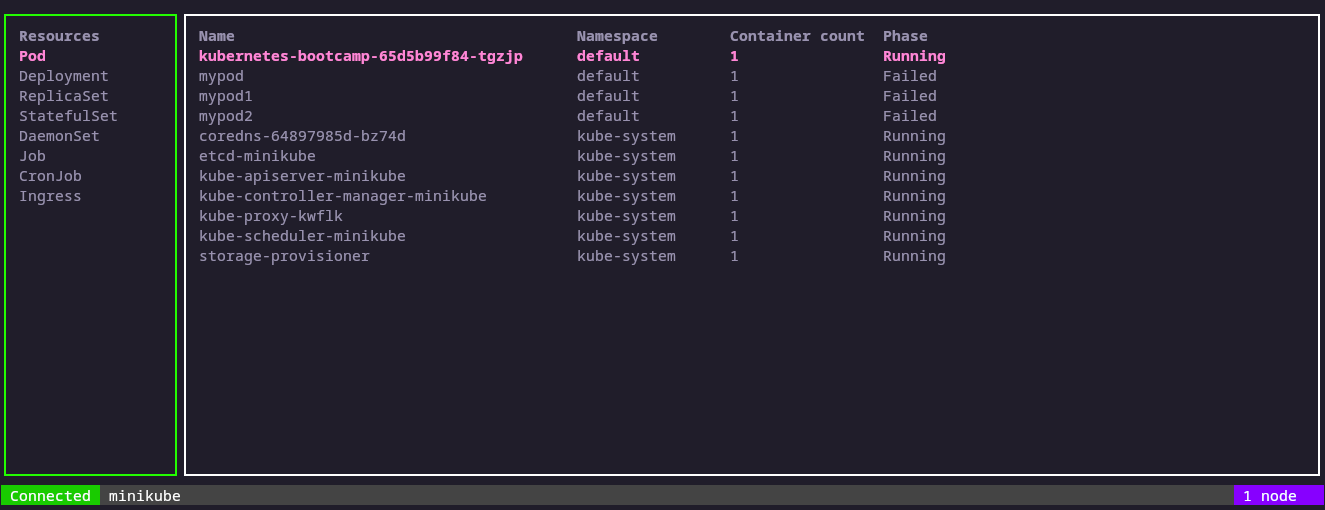 Resources
Pod
Deployment
ReplicaSet
StatefulSet
DaemonSet
Job
CronJob
Ingress
Name Namespace Container count Phase
kubernetes-bootcamp-65d5b99f84-tgzjp default 1 Running
mypod default 1 Failed
mypod1 default 1 Failed
mypod2 default 1 Failed
coredns-64897985d-bz74d kube-system 1 Running
etcd-minikube kube-system 1 Running
kube-apiserver-minikube kube-system 1 Running
kube-controller-manager-minikube kube-system 1 Running
kube-proxy-kwflk kube-system 1 Running
kube-scheduler-minikube kube-system 1 Running
storage-provisioner kube-system 1 Running
Connected minikube 1 node